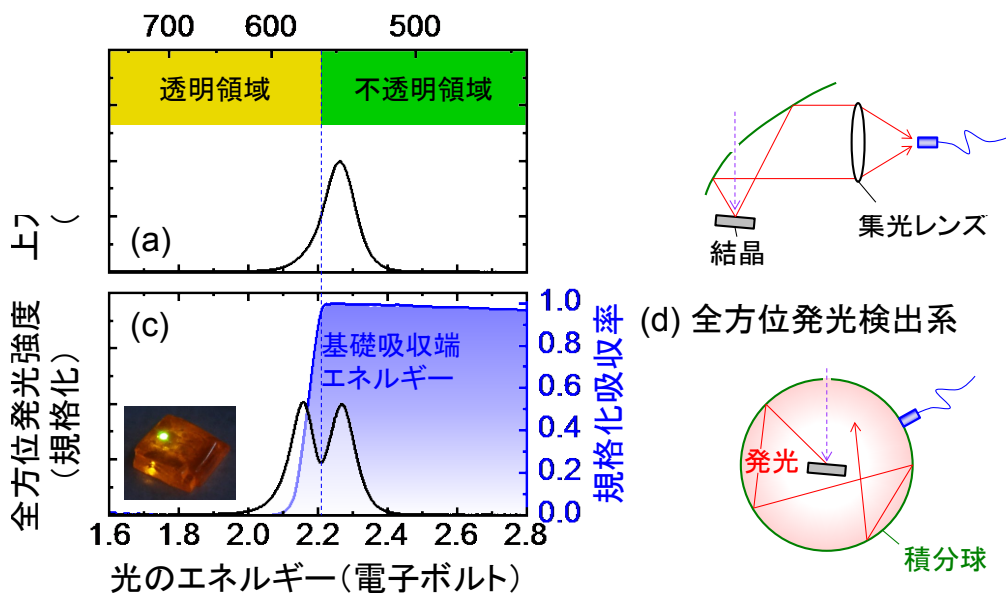 700
600
500
透明領域
不透明領域
(a)
結晶
集光レンズ
全方位発光強度
(規格化)
(c)
基礎吸収端
エネルギー
1.0
0.8
0.6
0.4
0.2
0.0
規格化吸収率
1.6
1.8
2.0
2.2
2.4
2.6
2.8
光のエネルギー(電子ボルト)
(d) 全方位発光検出系
発光
積分球